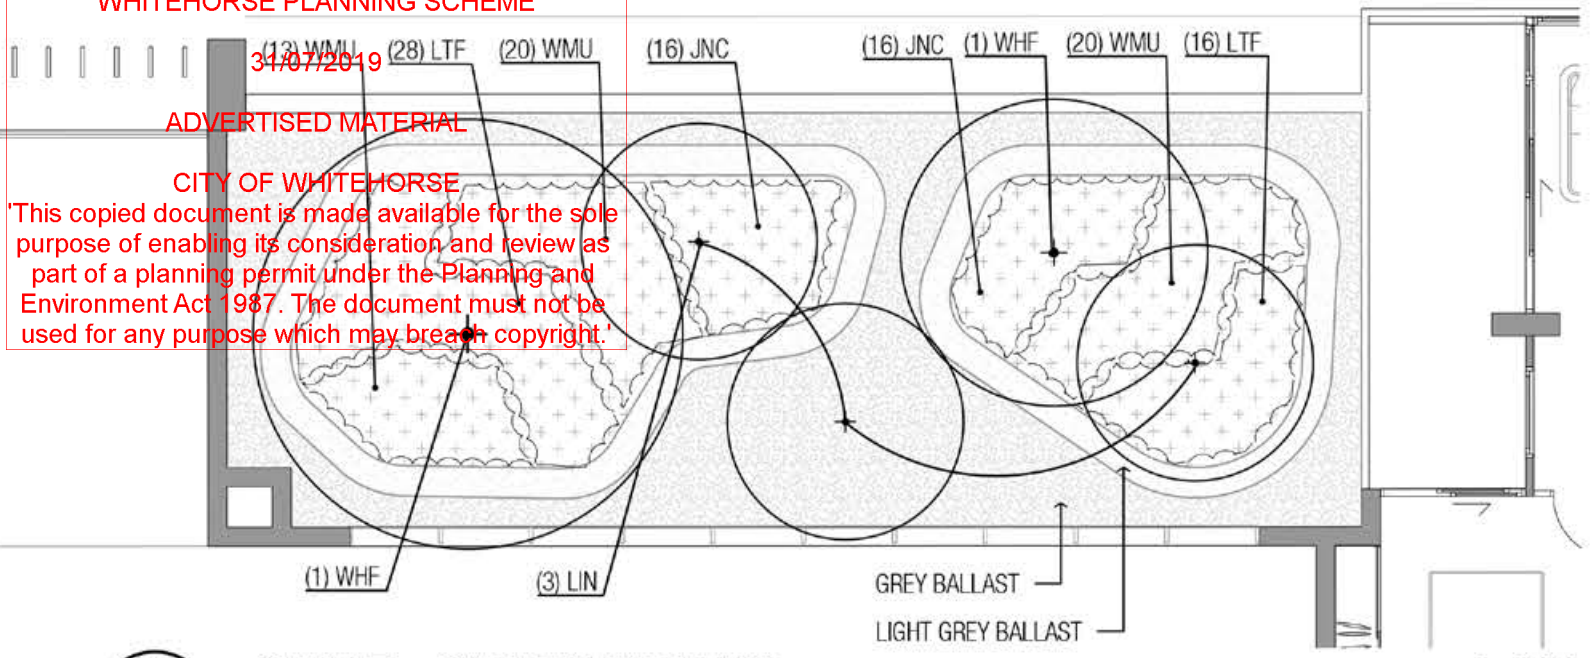 WHITEHORSE PLANNING SCHEME
31/07/2019
ADVERTISED MATERIAL
CITY OF WHITEHORSE
'This copied document is made available for the sole
purpose of enabling its consideration and review as
part of a planning permit under the Planning and
Environment Act 1987. The document must not be
used for any purpose which may breach copyright.'
(13) WMU (28) LTF (20) WMU (16) JNC (16) JNC (1) WHF (20) WMU (16) LTF
(1) WHF (3) LIN
GREY BALLAST
LIGHT GREY BALLAST